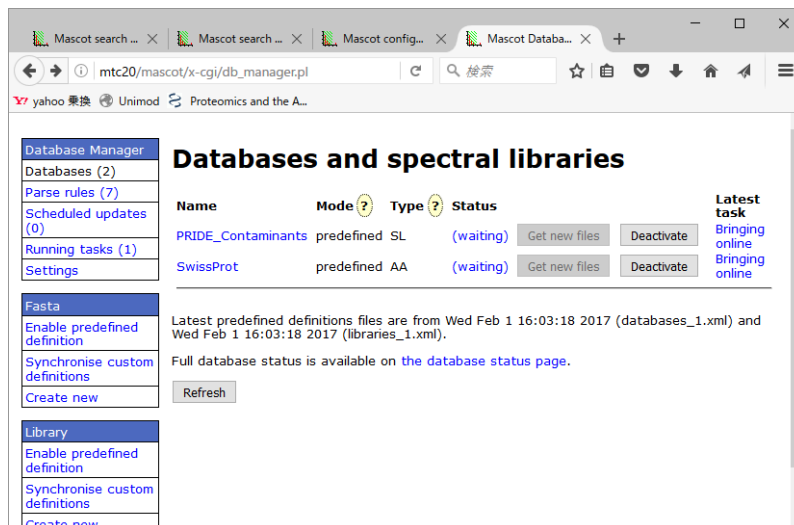 Mascot search ...
Mascot search ...
Mascot config...
Mascot Databa...
mtc20/mascot/x-cgi/db_manager.pl
検索
yahoo 乗換
Unimod
Proteomics and the A...
Database Manager
Databases (2)
Parse rules (7)
Scheduled updates
(0)
Running tasks (1)
Settings
Fasta
Enable predefined
definition
Synchronise custom
definitions
Create new
Library
Enable predefined
definition
Synchronise custom
definitions
Create new
Databases and spectral libraries
Name Mode ? Type ? Status Latest
task
PRIDE_Contaminants predefined SL (waiting) Get new files Deactivate Bringing
online
SwissProt predefined AA (waiting) Get new files Deactivate Bringing
online
Latest predefined definitions files are from Wed Feb 1 16:03:18 2017 (databases_1.xml) and
Wed Feb 1 16:03:18 2017 (libraries_1.xml).
Full database status is available on the database status page.
Refresh